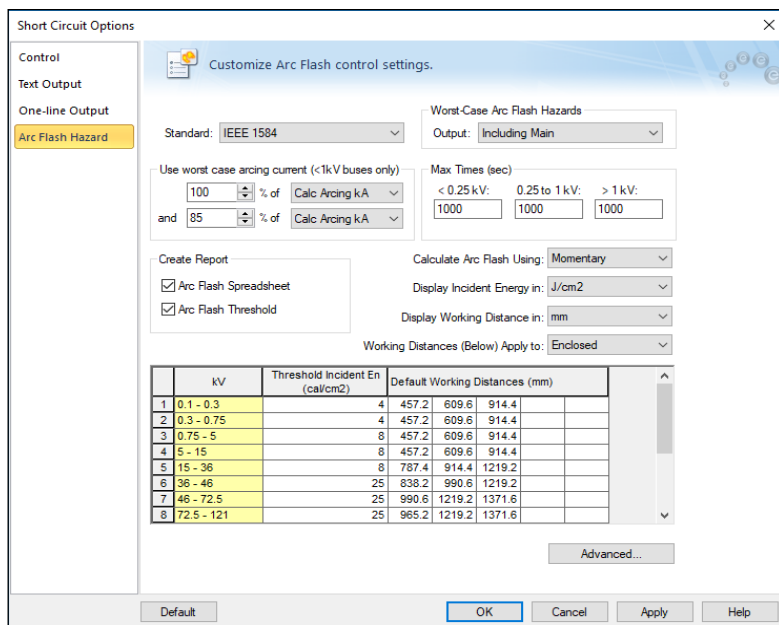 Short Circuit Options
Control
Text Output
One-line Output
Arc Flash Hazard
Customize Arc Flash control settings.
Standard: IEEE 1584
Worst-Case Arc Flash Hazards
Output: Including Main
Use worst case arcing current (<1kV buses only)
100 % of Calc Arcing kA
and 85 % of Calc Arcing kA
Max Times (sec)
< 0.25 kV: 0.25 to 1 kV: > 1 kV:
1000 1000 1000
Create Report
Arc Flash Spreadsheet
Arc Flash Threshold
Calculate Arc Flash Using: Momentary
Display Incident Energy in: J/cm2
Display Working Distance in: mm
Working Distances (Below) Apply to: Enclosed
kV Threshold Incident En (cal/cm2) Default Working Distances (mm)
1 0.1 - 0.3 4 457.2 609.6 914.4
2 0.3 - 0.75 4 457.2 609.6 914.4
3 0.75 - 5 8 457.2 609.6 914.4
4 5 - 15 8 457.2 609.6 914.4
5 15 - 36 8 787.4 914.4 1219.2
6 36 - 46 25 838.2 990.6 1219.2
7 46 - 72.5 25 990.6 1219.2 1371.6
8 72.5 - 121 25 965.2 1219.2 1371.6
Advanced...
Default OK Cancel Apply Help